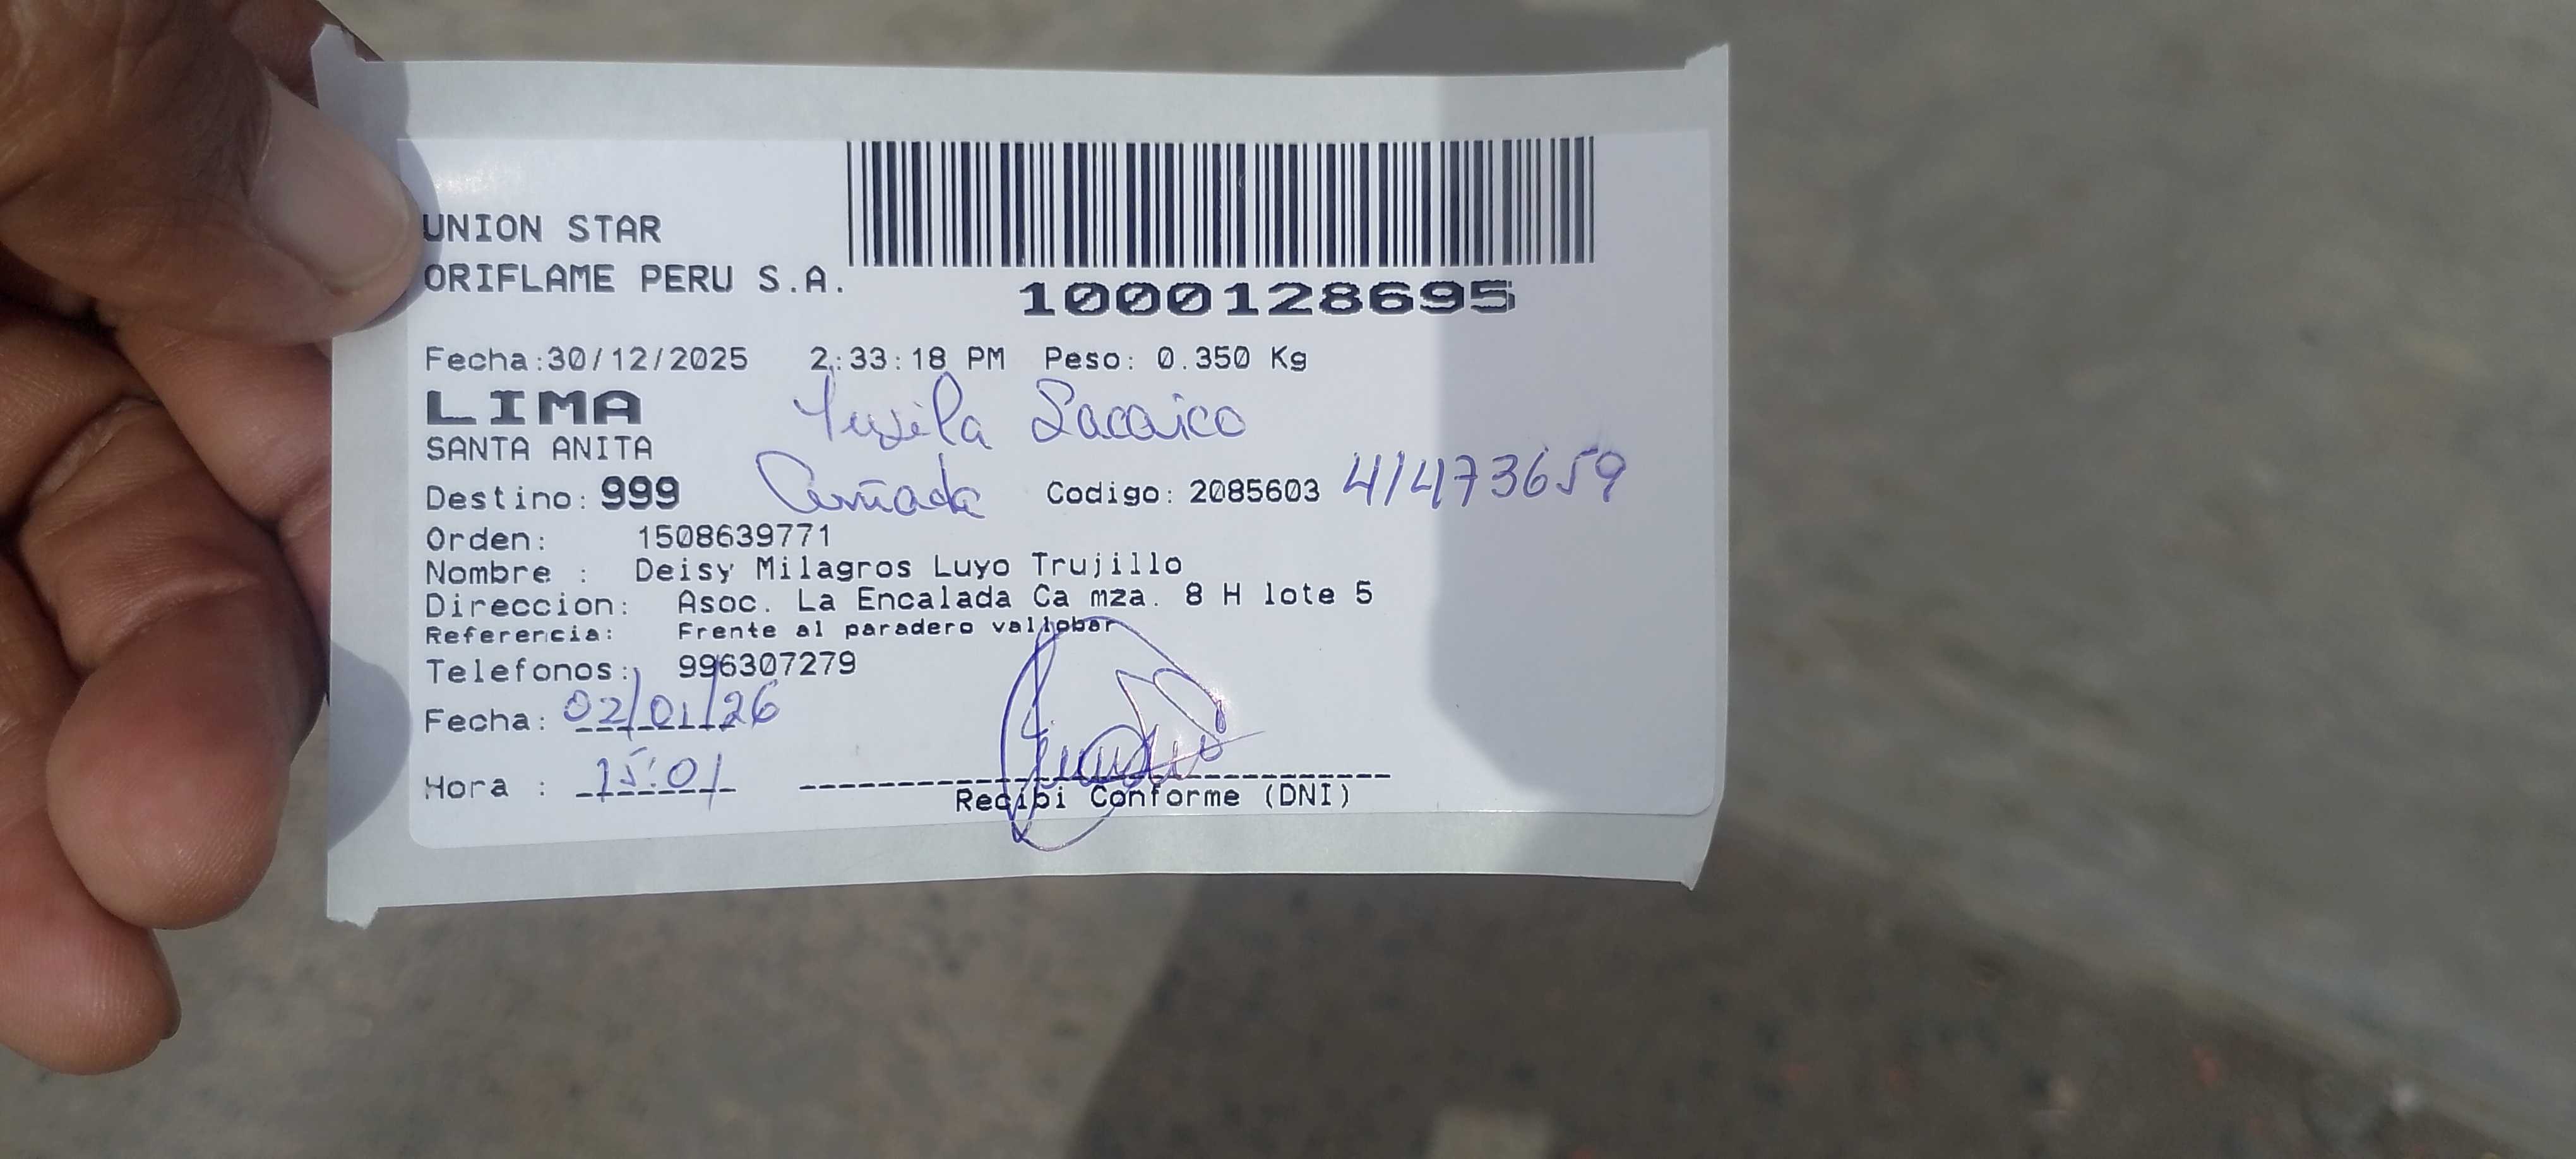 UNION STAR
ORIFLAME PERU S.A.
1000128695
Fecha:30/12/2025 2:33:18 PM Peso: 0.350 Kg
LIMA
SANTA ANITA
Destino: 999 Cuñada Codigo: 2085603 41473659
Orden: 1508639771
Nombre : Deisy Milagros Luyo Trujillo
Direccion: Asoc. La Encalada Ca mza. 8 H lote 5
Referencia: Frente al paradero vallobar
Telefonos: 996307279
Fecha: 02/01/26
Hora : 15:01
Recibi Conforme (DNI)